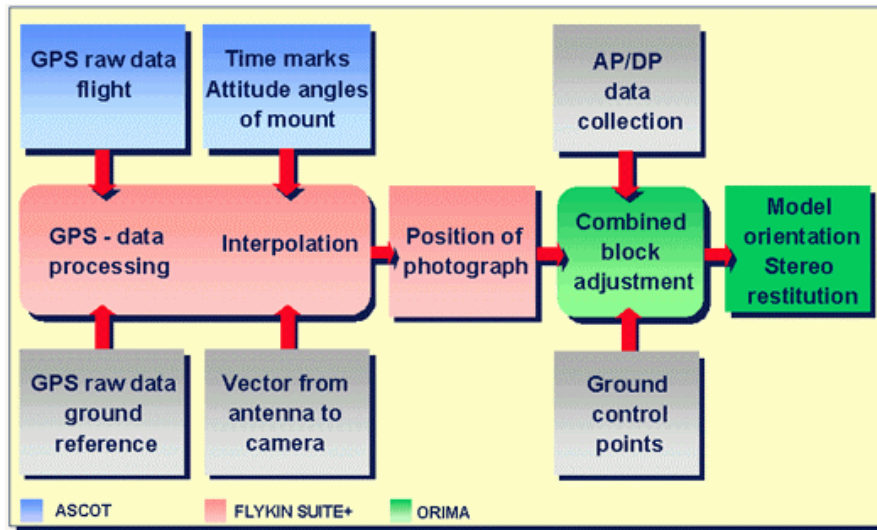 GPS raw data
flight
Time marks
Attitude angles
of mount
AP/DP
data
collection
GPS - data
processing
Interpolation
Position of
photograph
Combined
block
adjustment
Model
orientation
Stereo
restitution
GPS raw data
ground
reference
Vector from
antenna to
camera
Ground
control
points
ASCOT
FLYKIN SUITE+
ORIMA